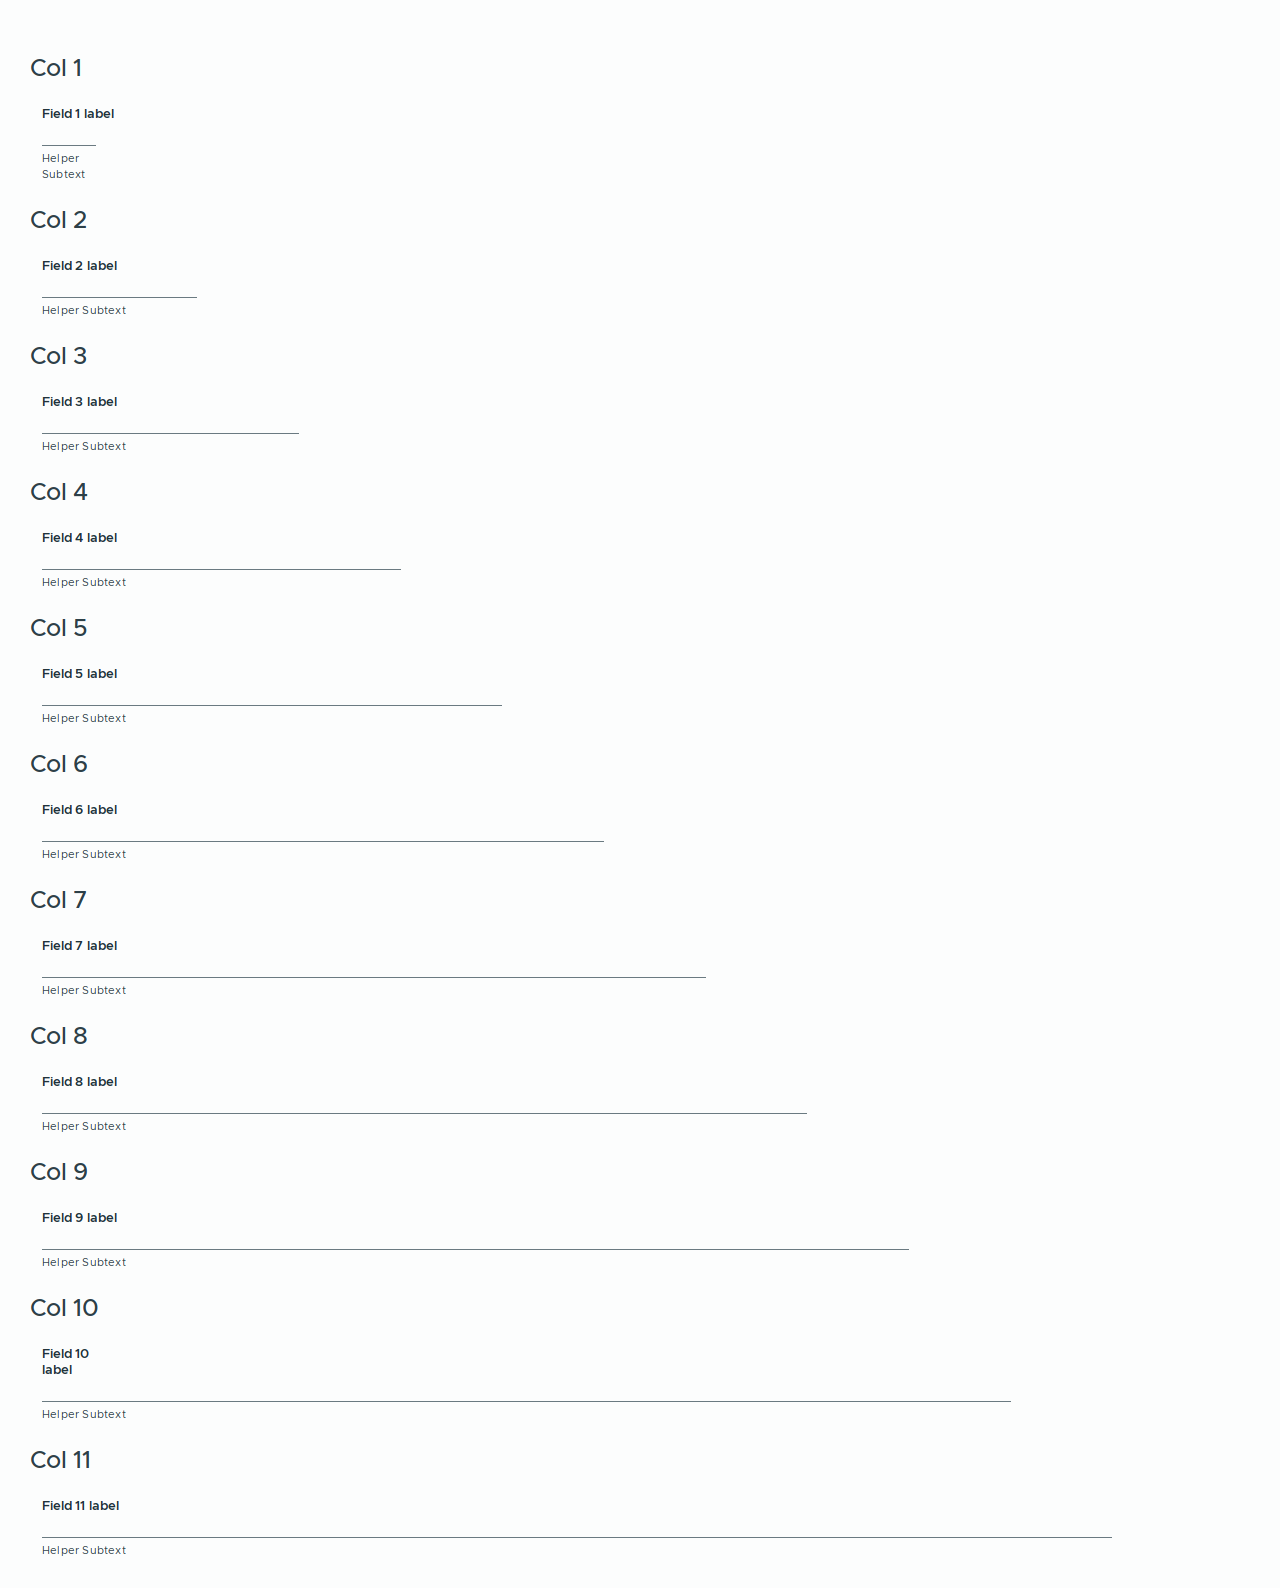 Col 1
Field 1 label
Helper
Subtext
Col 2
Field 2 label
Helper Subtext
Col 3
Field 3 label
Helper Subtext
Col 4
Field 4 label
Helper Subtext
Col 5
Field 5 label
Helper Subtext
Col 6
Field 6 label
Helper Subtext
Col 7
Field 7 label
Helper Subtext
Col 8
Field 8 label
Helper Subtext
Col 9
Field 9 label
Helper Subtext
Col 10
Field 10
label
Helper Subtext
Col 11
Field 11 label
Helper Subtext